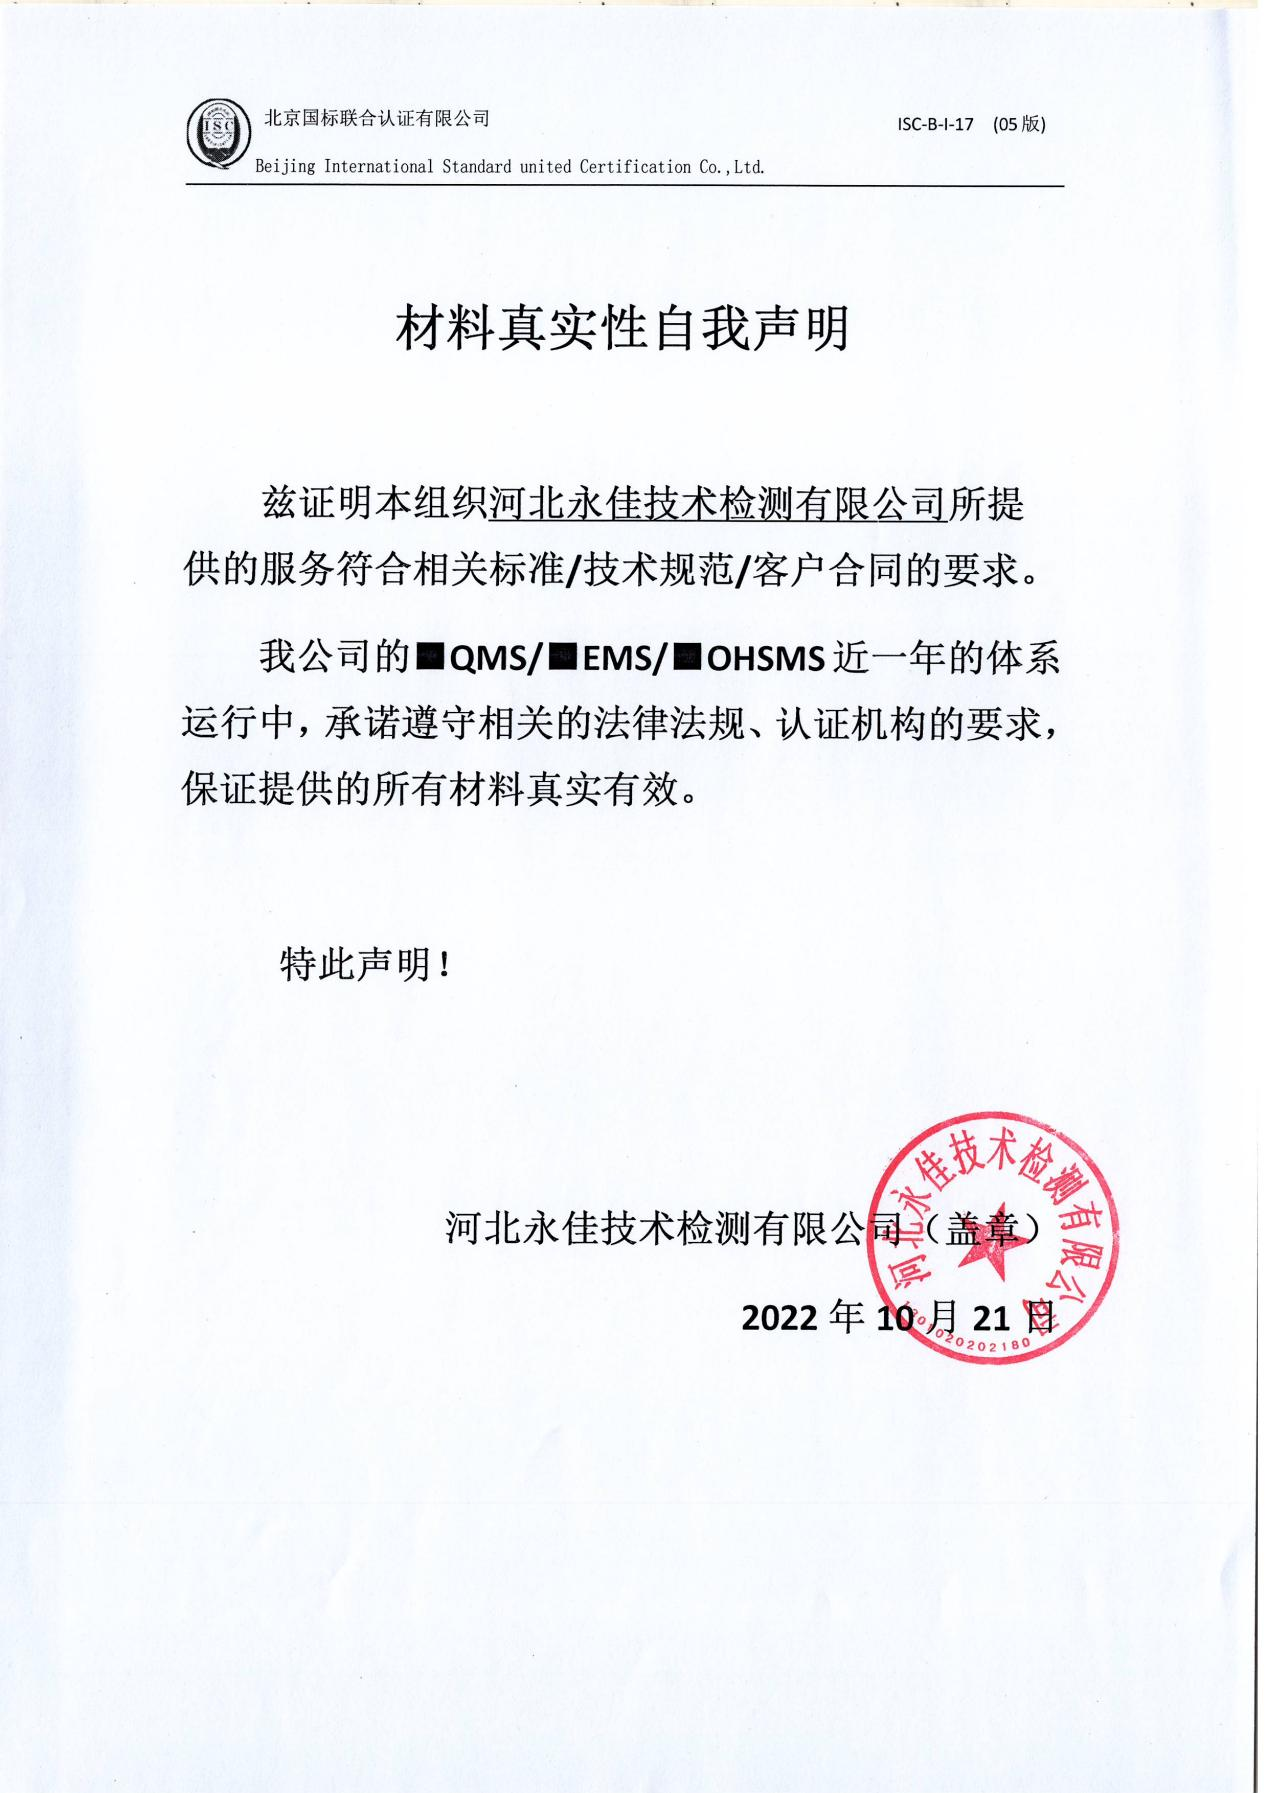 北京国标联合认证有限公司
ISC-B-I-17 (05版)
ISC
Beijing International Standard united Certification Co.,Ltd.
材料真实性自我声明
兹证明本组织河北永佳技术检测有限公司所提
供的服务符合相关标准/技术规范/客户合同的要求。
我公司的■QMS/■EMS/■OHSMS近一年的体系
运行中，承诺遵守相关的法律法规、认证机构的要求，
保证提供的所有材料真实有效。
特此声明！
河北永佳技术检测有限公司（盖章）
2022 年 10 月 21 日
河北永佳技术检测有限公司
1301020202180